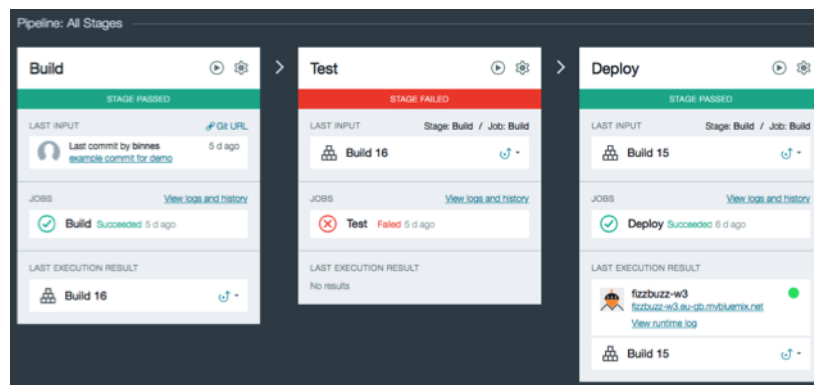 Pipeline: All Stages
Build
STAGE PASSED
LAST INPUT
Git URL
Last commit by binnes
5 d ago
example commit for demo
JOBS
View logs and history
Build Succeeded 5 d ago
LAST EXECUTION RESULT
Build 16
Test
STAGE FAILED
LAST INPUT
Stage: Build / Job: Build
Build 16
JOBS
View logs and history
Test Failed 5 d ago
LAST EXECUTION RESULT
No results
Deploy
STAGE PASSED
LAST INPUT
Stage: Build / Job: Build
Build 15
JOBS
View logs and history
Deploy Succeeded 6 d ago
LAST EXECUTION RESULT
fizzbuzz-w3
fizzbuzz-w3.eu-gb.mybluemix.net
View runtime log
Build 15